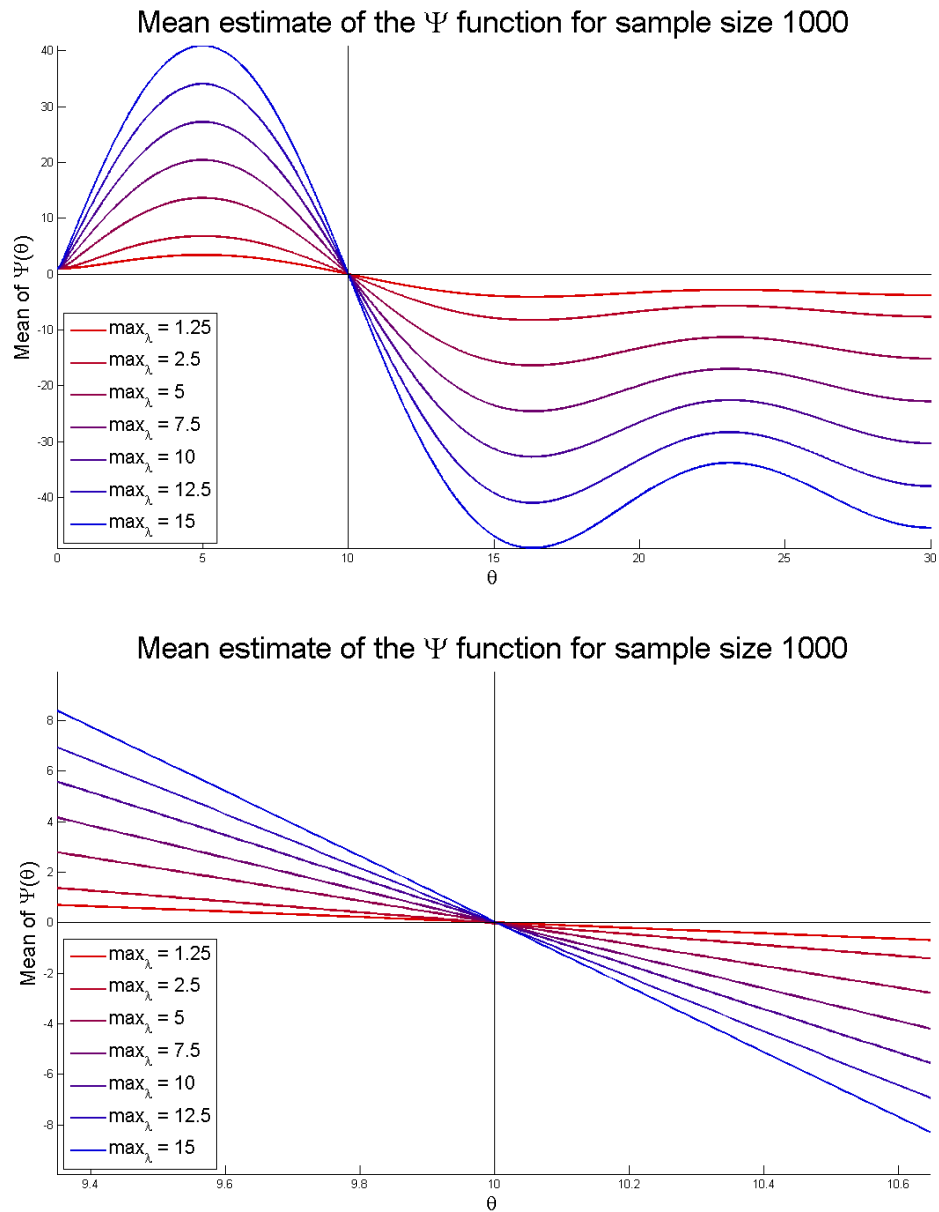 Mean estimate of the Ψ function for sample size 1000
40
30
20
10
0
-10
-20
-30
-40
Mean of Ψ(θ)
max_λ = 1.25
max_λ = 2.5
max_λ = 5
max_λ = 7.5
max_λ = 10
max_λ = 12.5
max_λ = 15
0 5 10 15 20 25 30
θ
Mean estimate of the Ψ function for sample size 1000
8
6
4
2
0
-2
-4
-6
-8
Mean of Ψ(θ)
max_λ = 1.25
max_λ = 2.5
max_λ = 5
max_λ = 7.5
max_λ = 10
max_λ = 12.5
max_λ = 15
9.4 9.6 9.8 10 10.2 10.4 10.6
θ